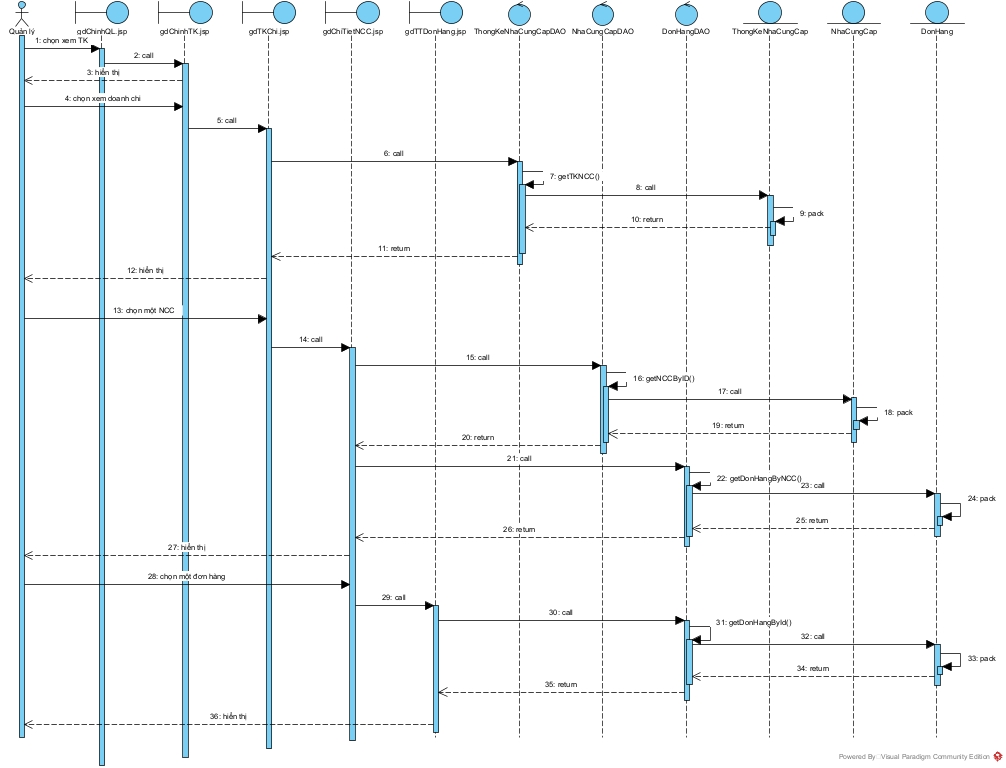 Quản lý
gdChinhQL.jsp
gdChinhTK.jsp
gdTKChi.jsp
gdChiTietNCC.jsp
gdTTDonHang.jsp
ThongKeNhaCungCapDAO
NhaCungCapDAO
DonHangDAO
ThongKeNhaCungCap
NhaCungCap
DonHang
1: chọn xem TK
2: call
3: hiển thị
4: chọn xem doanh chi
5: call
6: call
7: getTKNCC()
8: call
9: pack
10: return
11: return
12: hiển thị
13: chọn một NCC
14: call
15: call
16: getNCCByID()
17: call
18: pack
19: return
20: return
21: call
22: getDonHangByNCC()
23: call
24: pack
25: return
26: return
27: hiển thị
28: chọn một đơn hàng
29: call
30: call
31: getDonHangById()
32: call
33: pack
34: return
35: return
36: hiển thị
Powered By Visual Paradigm Community Edition